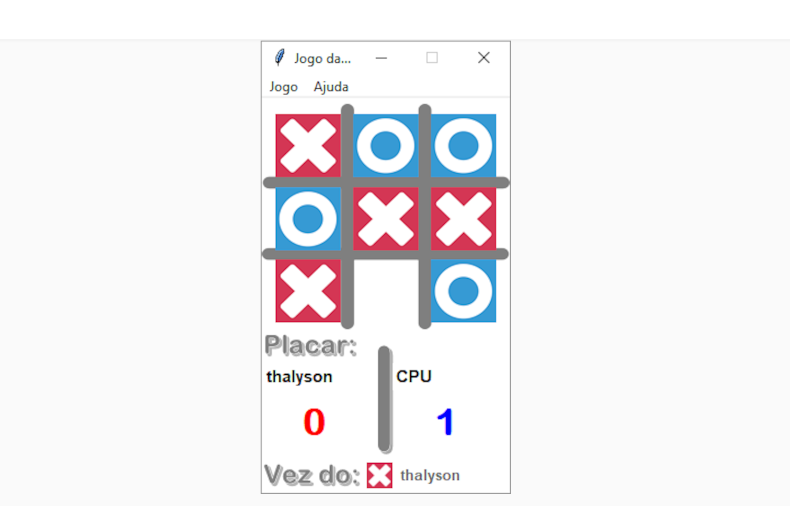 Jogo da...
Jogo Ajuda
X O O
O X X
X O
Placar:
thalyson CPU
0 1
Vez do: X thalyson